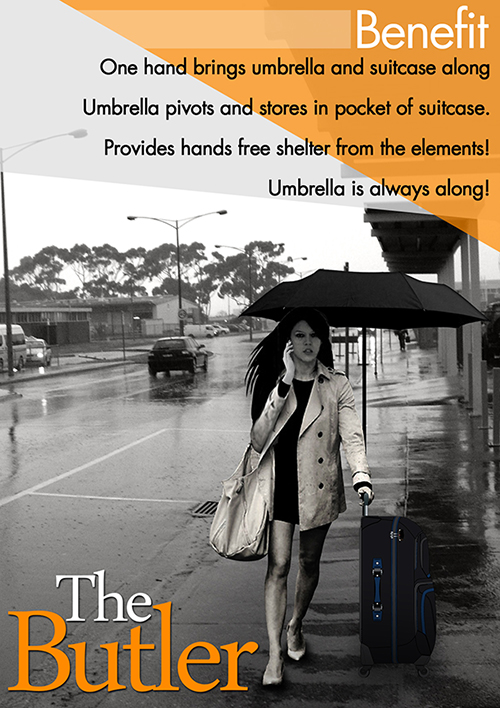 Benefit
One hand brings umbrella and suitcase along
Umbrella pivots and stores in pocket of suitcase.
Provides hands free shelter from the elements!
Umbrella is always along!
The
Butler